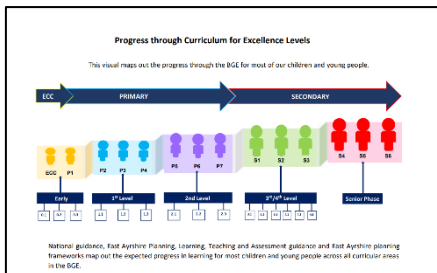 Progress through Curriculum for Excellence Levels
This visual maps out the progress through the BGE for most of our children and young people.
ECC PRIMARY SECONDARY
ECC P1 P2 P3 P4 P5 P6 P7 S1 S2 S3 S4 S5 S6
Early 1st Level 2nd Level 3rd/4th Level Senior Phase
National guidance, East Ayrshire Planning, Learning, Teaching and Assessment guidance and East Ayrshire planning
frameworks map out the expected progress in learning for most children and young people across all curricular areas
in the BGE.